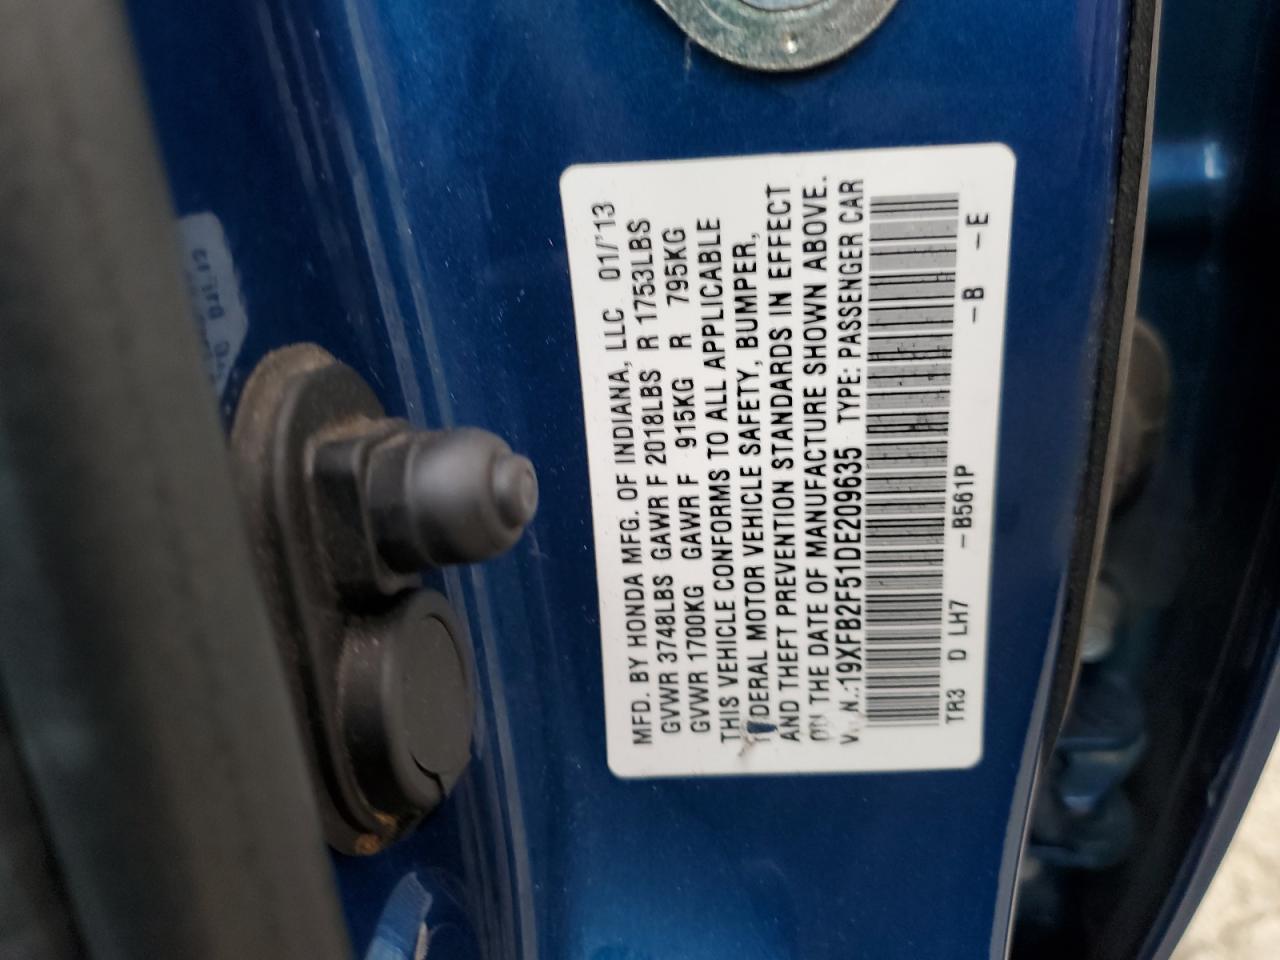 MFD. BY HONDA MFG. OF INDIANA, LLC 01/'13
GVWR 3748LBS GAWR F 2018LBS R 1753LBS
GVWR 1700KG GAWR F 915KG R 795KG
THIS VEHICLE CONFORMS TO ALL APPLICABLE
MOTOR VEHICLE SAFETY, BUMPER,
AND THEFT PREVENTION STANDARDS IN EFFECT
ON THE DATE OF MANUFACTURE SHOWN ABOVE.
19XFB2F51DE209635 TYPE: PASSENGER CAR
TR3 D LH7 -B561P -B -E